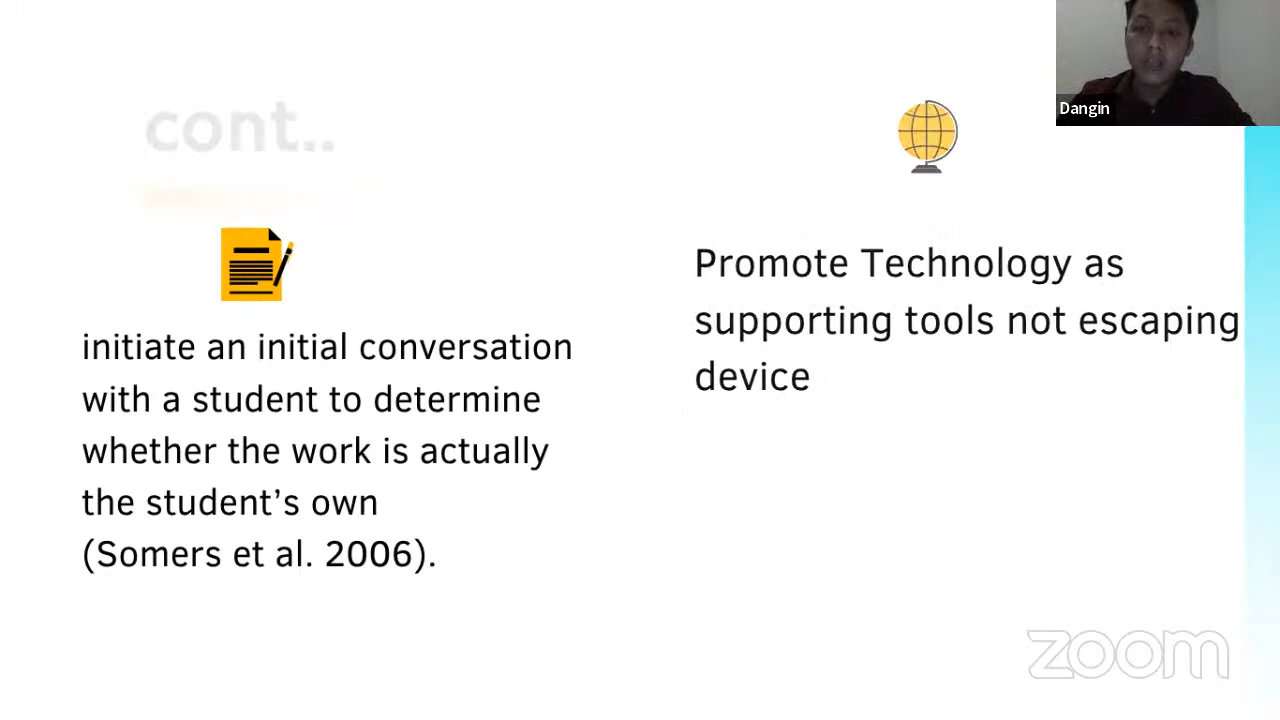 Dangin
cont..
initiate an initial conversation
with a student to determine
whether the work is actually
the student's own
(Somers et al. 2006).
Promote Technology as
supporting tools not escaping
device
zoom